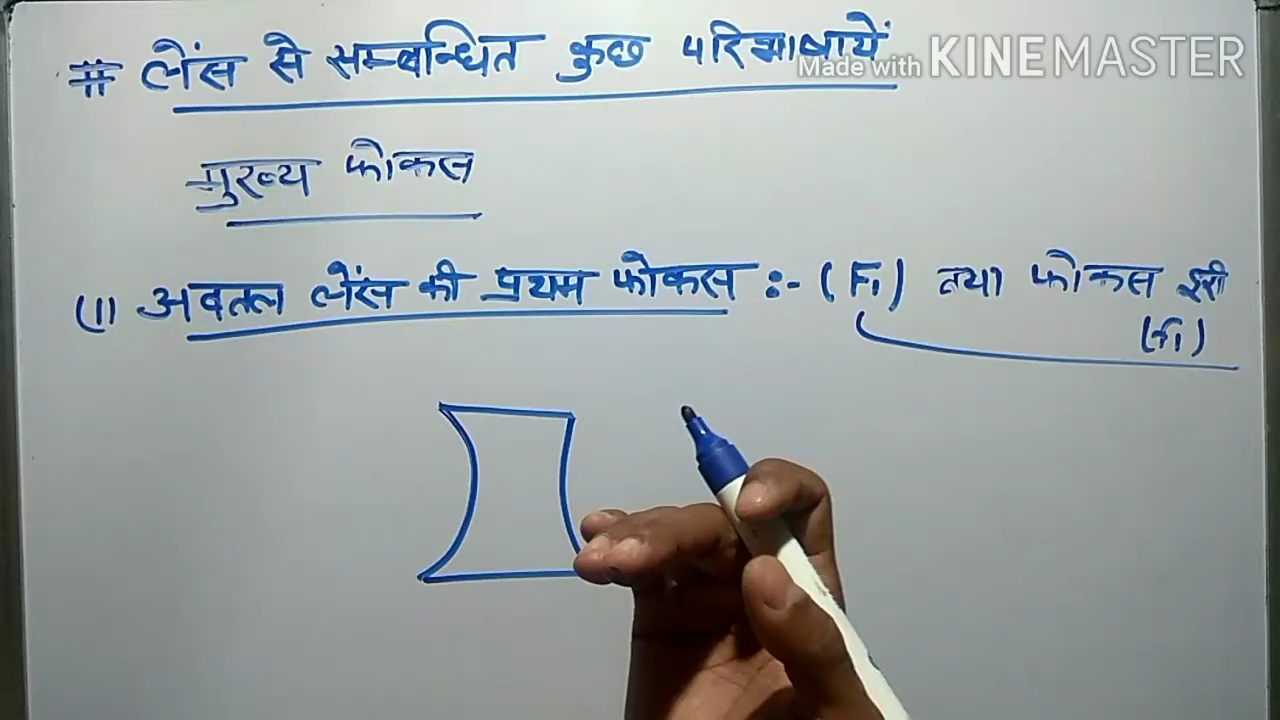 # लेंस से सम्बन्धित कुछ परिभाषायें
Made with KINEMASTER
मुख्य फोकस
(1) अवतल लेंस की प्रथम फोकस :- (F₁) तथा फोकस दूरी
(f₁)